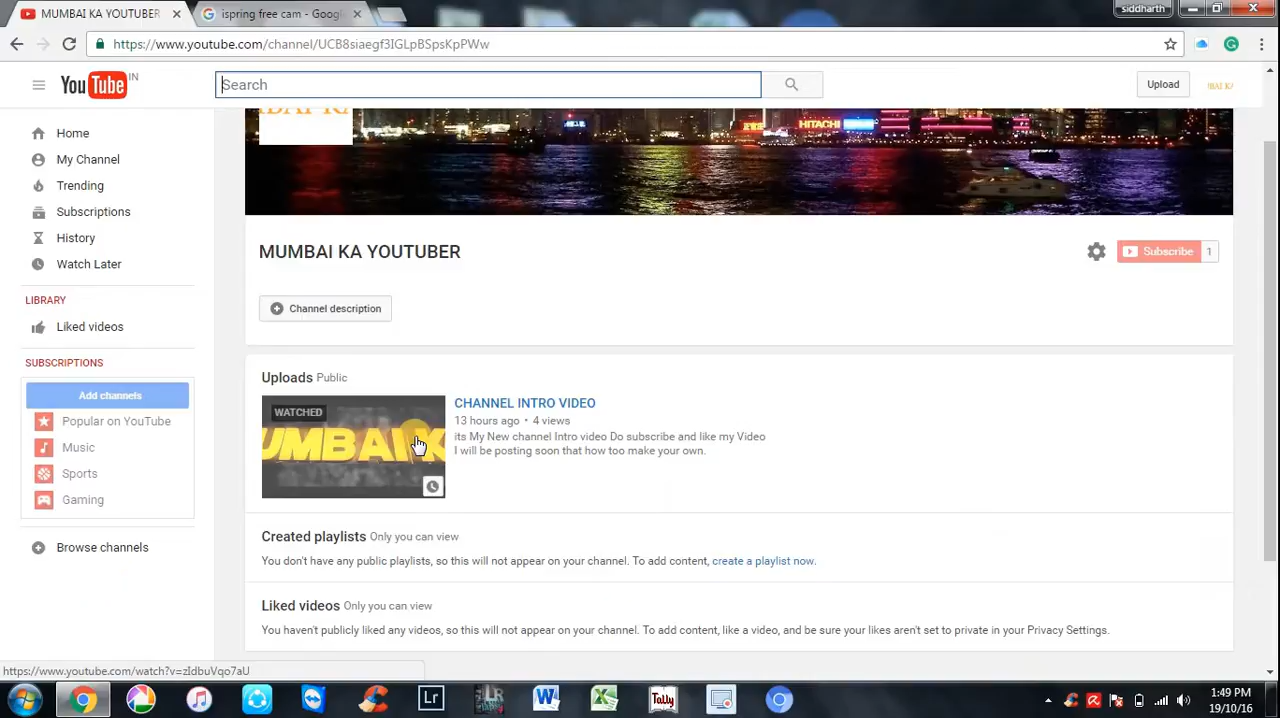 MUMBAI KA YOUTUBER
ispring free cam - Goog
siddharth
https://www.youtube.com/channel/UCB8siaegf3IGLpBSpsKpPWw
YouTube IN
Search
Upload
Home
My Channel
Trending
Subscriptions
History
Watch Later
LIBRARY
Liked videos
SUBSCRIPTIONS
Add channels
Popular on YouTube
Music
Sports
Gaming
Browse channels
HITACHI
MUMBAI KA YOUTUBER
Subscribe 1
Channel description
Uploads Public
WATCHED
UMBAI K
CHANNEL INTRO VIDEO
13 hours ago • 4 views
its My New channel Intro video Do subscribe and like my Video
I will be posting soon that how too make your own.
Created playlists Only you can view
You don't have any public playlists, so this will not appear on your channel. To add content, create a playlist now.
Liked videos Only you can view
You haven't publicly liked any videos, so this will not appear on your channel. To add content, like a video, and be sure your likes aren't set to private in your Privacy Settings.
https://www.youtube.com/watch?v=zIdbuVqo7aU
Lr
Tally
1:49 PM
19/10/16